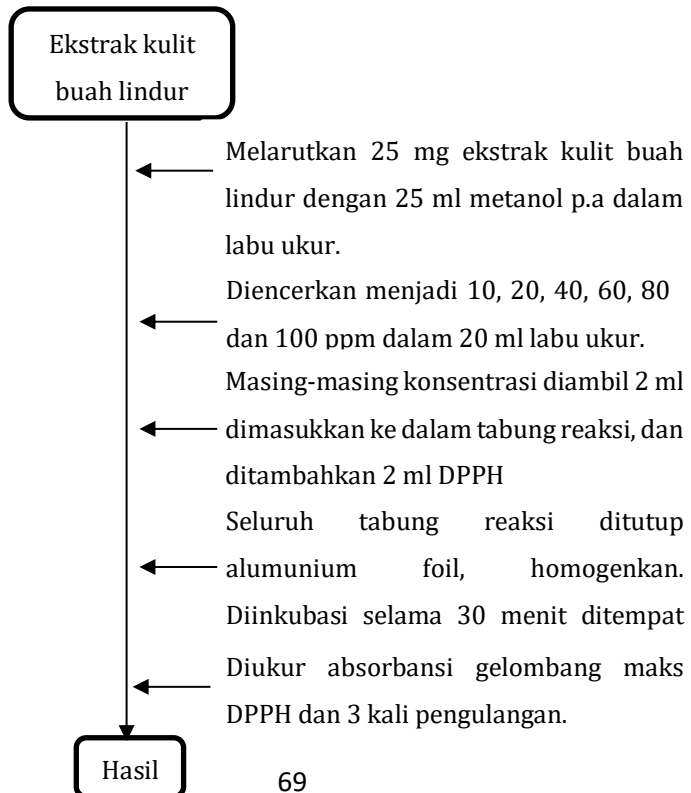 Ekstrak kulit
buah lindur
Melarutkan 25 mg ekstrak kulit buah
lindur dengan 25 ml metanol p.a dalam
labu ukur.
Diencerkan menjadi 10, 20, 40, 60, 80
dan 100 ppm dalam 20 ml labu ukur.
Masing-masing konsentrasi diambil 2 ml
dimasukkan ke dalam tabung reaksi, dan
ditambahkan 2 ml DPPH
Seluruh tabung reaksi ditutup
alumunium foil, homogenkan.
Diinkubasi selama 30 menit ditempat
Diukur absorbansi gelombang maks
DPPH dan 3 kali pengulangan.
Hasil
69